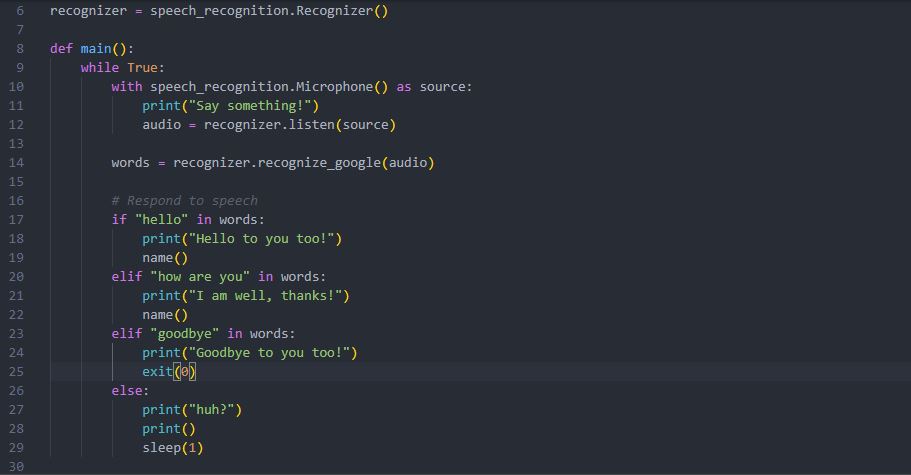 6 recognizer = speech_recognition.Recognizer()
7
8 def main():
9     while True:
10         with speech_recognition.Microphone() as source:
11             print("Say something!")
12             audio = recognizer.listen(source)
13
14         words = recognizer.recognize_google(audio)
15
16         # Respond to speech
17         if "hello" in words:
18             print("Hello to you too!")
19             name()
20         elif "how are you" in words:
21             print("I am well, thanks!")
22             name()
23         elif "goodbye" in words:
24             print("Goodbye to you too!")
25             exit(0)
26         else:
27             print("huh?")
28             print()
29             sleep(1)
30